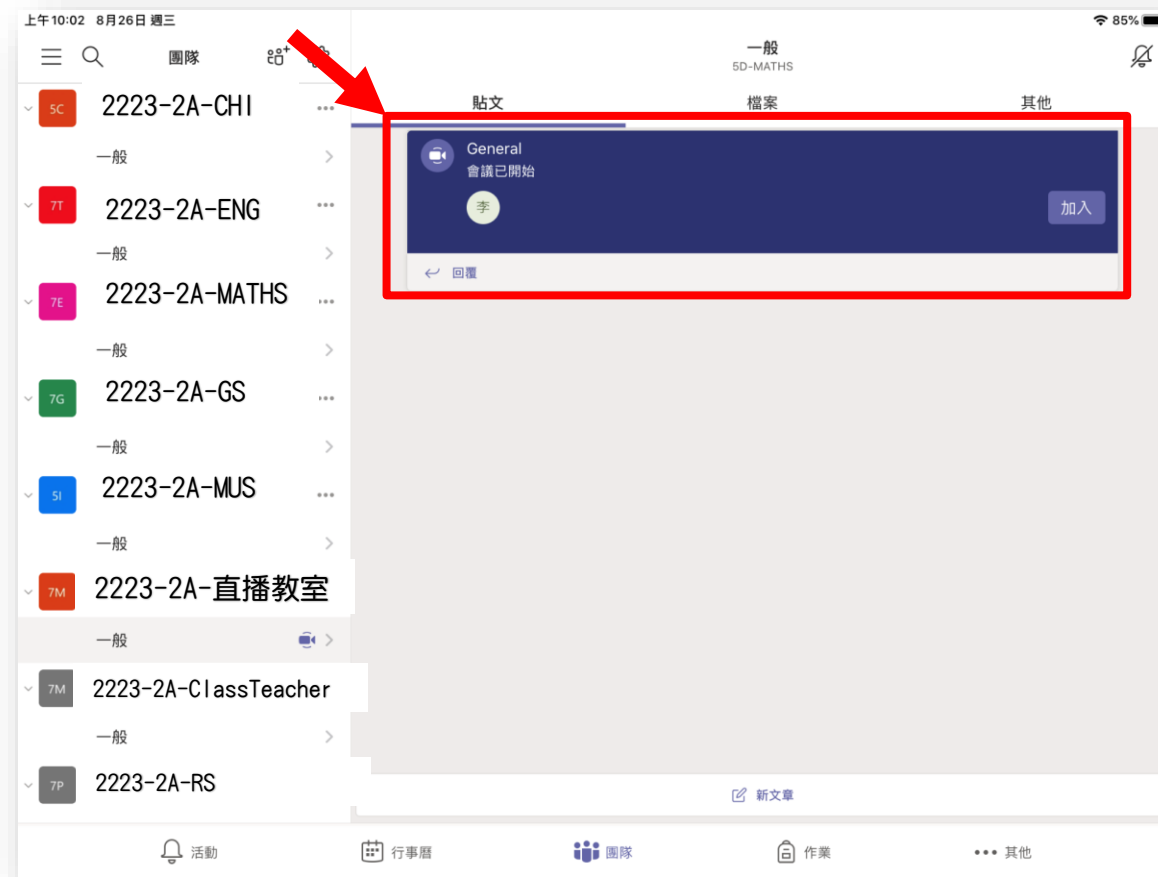 上午10:02 8月26日 週三
85%
團隊
一般
5D-MATHS
5C 2223-2A-CHI
貼文 檔案 其他
一般
General
會議已開始
李
加入
回覆
7T 2223-2A-ENG
一般
7E 2223-2A-MATHS
一般
7G 2223-2A-GS
一般
5I 2223-2A-MUS
一般
7M 2223-2A-直播教室
一般
7M 2223-2A-ClassTeacher
一般
7P 2223-2A-RS
新文章
活動 行事曆 團隊 作業 其他